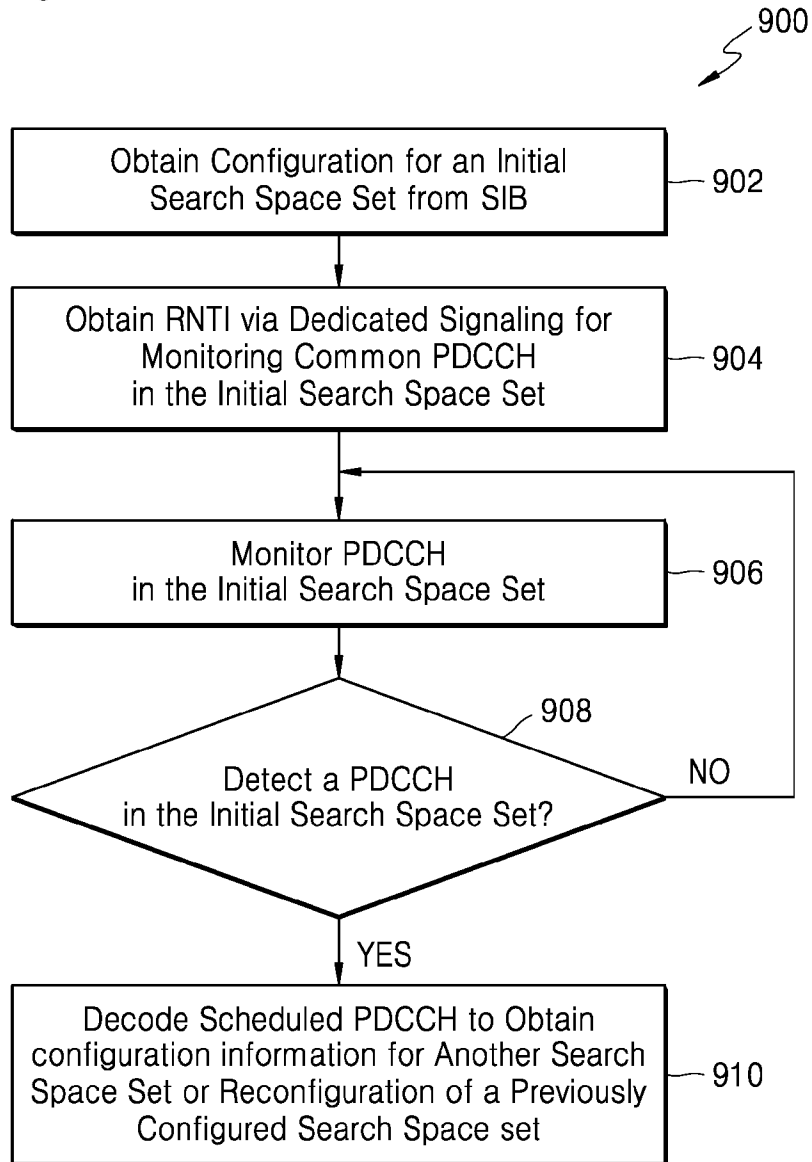 900
Obtain Configuration for an Initial
Search Space Set from SIB
902
Obtain RNTI via Dedicated Signaling for
Monitoring Common PDCCH
in the Initial Search Space Set
904
Monitor PDCCH
in the Initial Search Space Set
906
908
Detect a PDCCH
in the Initial Search Space Set?
NO
YES
Decode Scheduled PDCCH to Obtain
configuration information for Another Search
Space Set or Reconfiguration of a Previously
Configured Search Space set
910